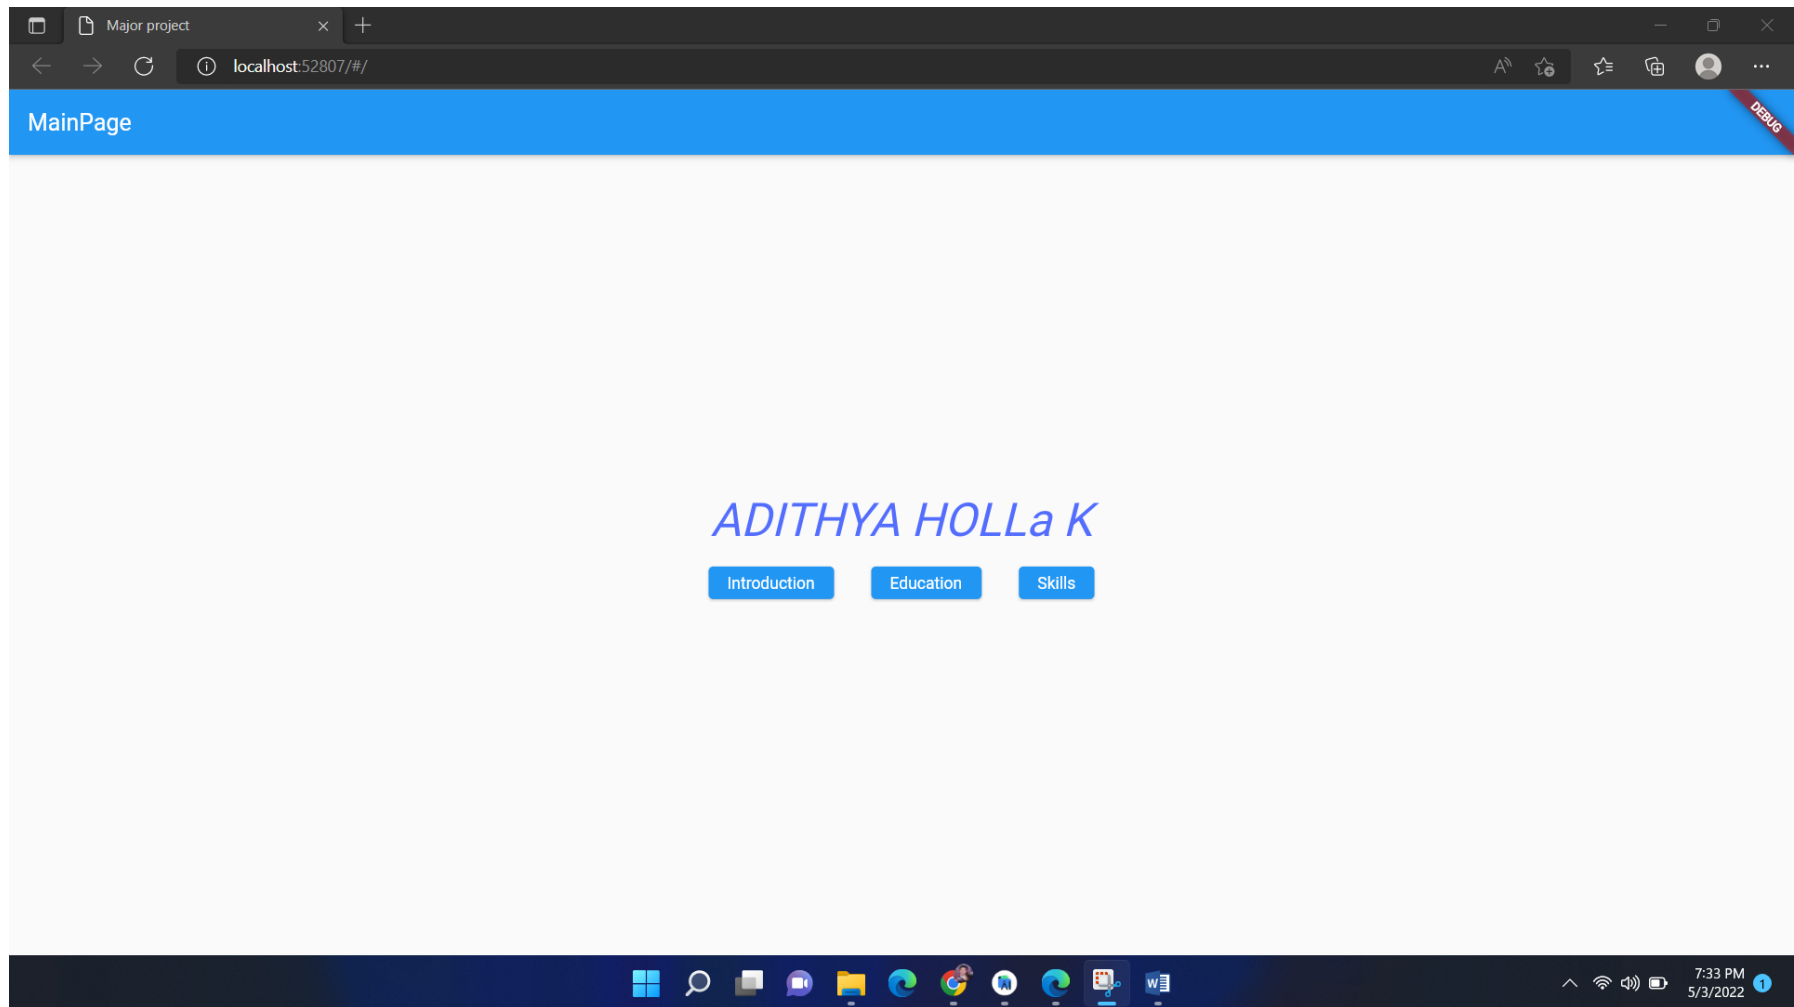 Major project
localhost:52807/#/
MainPage
DEBUG
ADITHYA HOLLa K
Introduction Education Skills
7:33 PM
5/3/2022
1